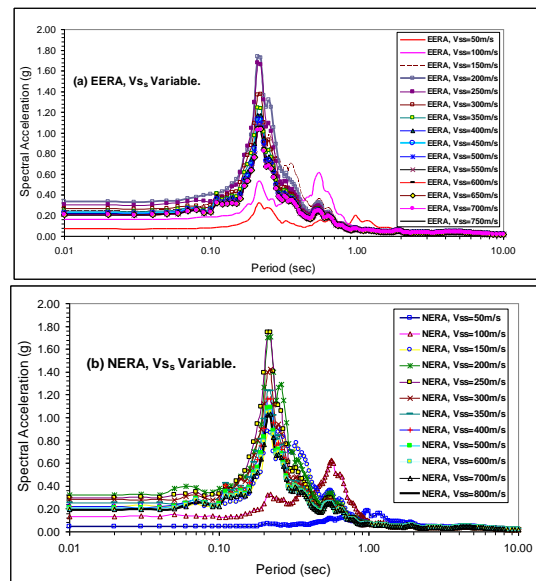 2.00
1.80
1.60
1.40
1.20
1.00
0.80
0.60
0.40
0.20
0.00
Spectral Acceleration (g)
(a) EERA, Vs_s Variable.
EERA, Vss=50m/s
EERA, Vss=100m/s
EERA, Vss=150m/s
EERA, Vss=200m/s
EERA, Vss=250m/s
EERA, Vss=300m/s
EERA, Vss=350m/s
EERA, Vss=400m/s
EERA, Vss=450m/s
EERA, Vss=500m/s
EERA, Vss=550m/s
EERA, Vss=600m/s
EERA, Vss=650m/s
EERA, Vss=700m/s
EERA, Vss=750m/s
0.01 0.10 1.00 10.00
Period (sec)
2.00
1.80
1.60
1.40
1.20
1.00
0.80
0.60
0.40
0.20
0.00
Spectral Acceleration (g)
(b) NERA, Vs_s Variable.
NERA, Vss=50m/s
NERA, Vss=100m/s
NERA, Vss=150m/s
NERA, Vss=200m/s
NERA, Vss=250m/s
NERA, Vss=300m/s
NERA, Vss=350m/s
NERA, Vss=400m/s
NERA, Vss=500m/s
NERA, Vss=600m/s
NERA, Vss=700m/s
NERA, Vss=800m/s
0.01 0.10 1.00 10.00
Period (sec)